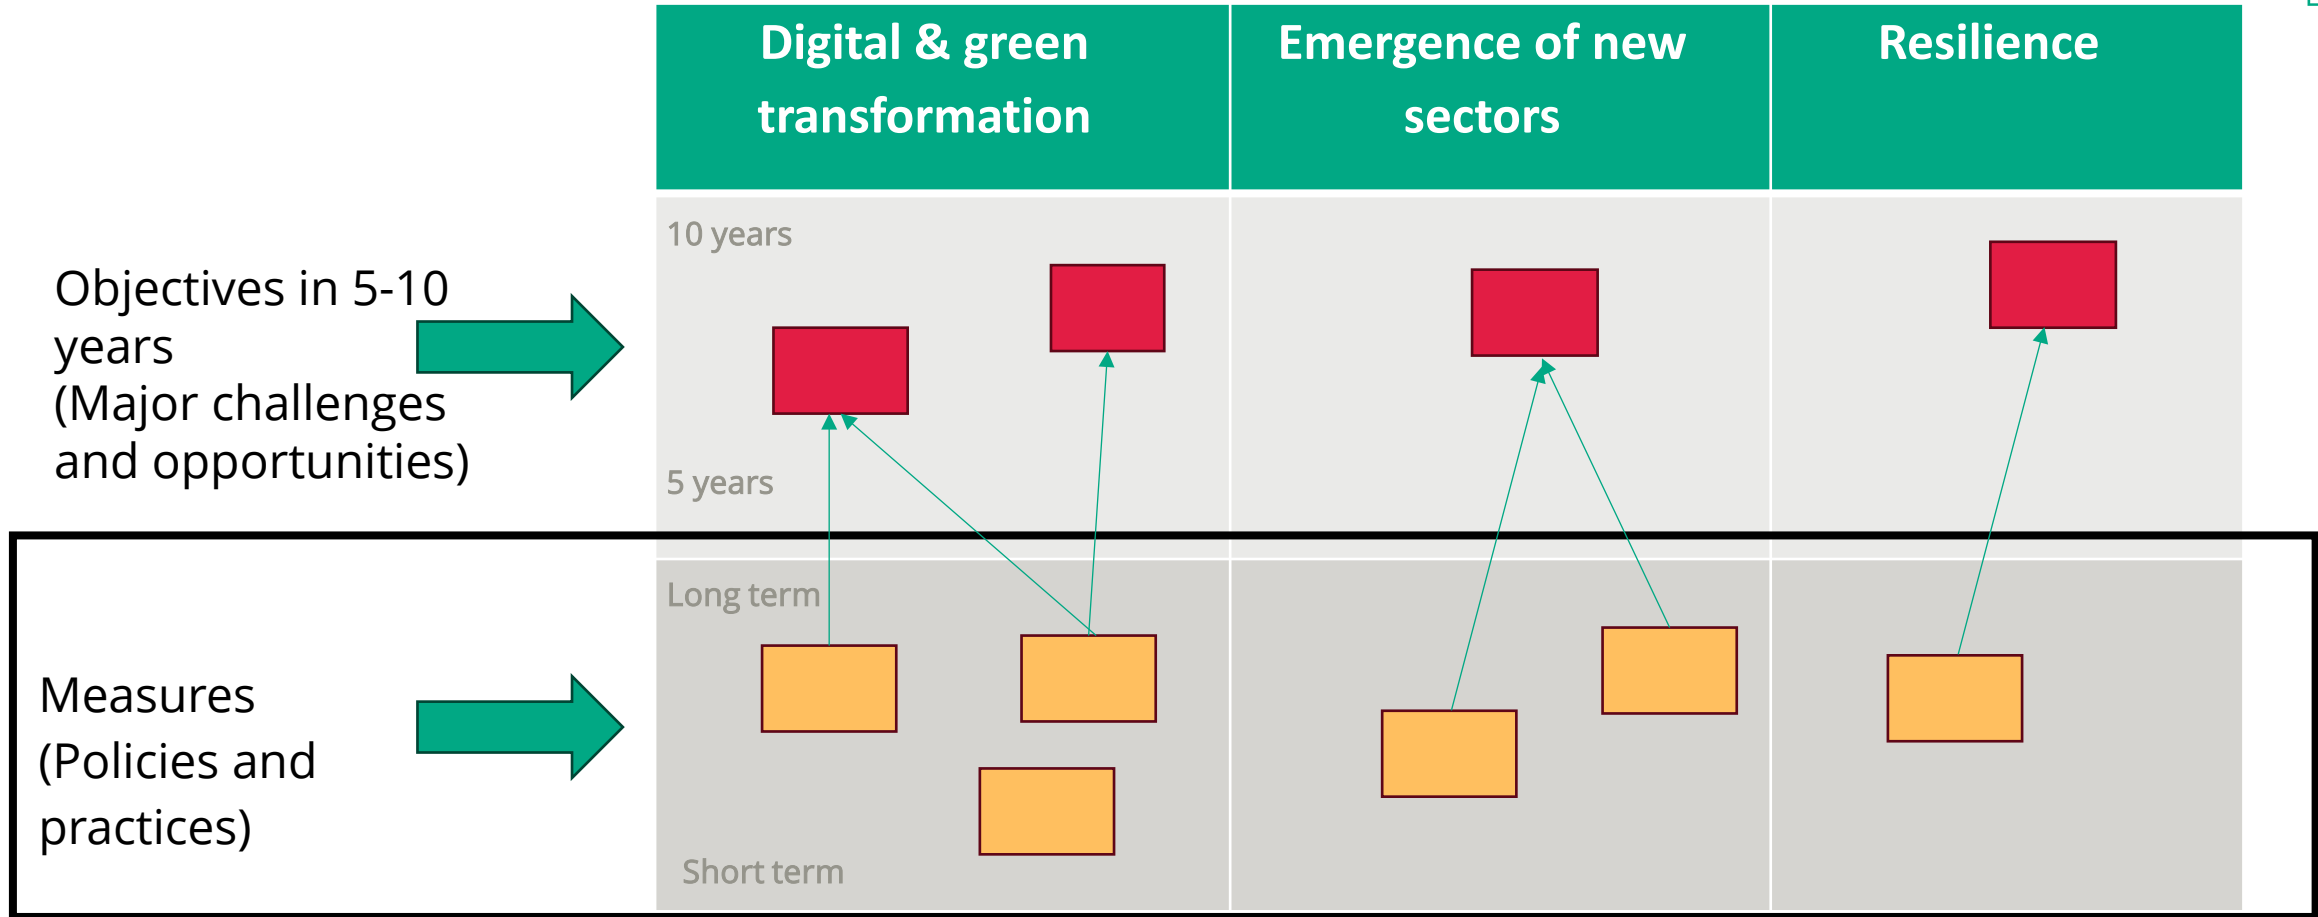 Digital & green
transformation
Emergence of new
sectors
Resilience
10 years
Objectives in 5-10
years
(Major challenges
and opportunities)
5 years
Long term
Measures
(Policies and
practices)
Short term